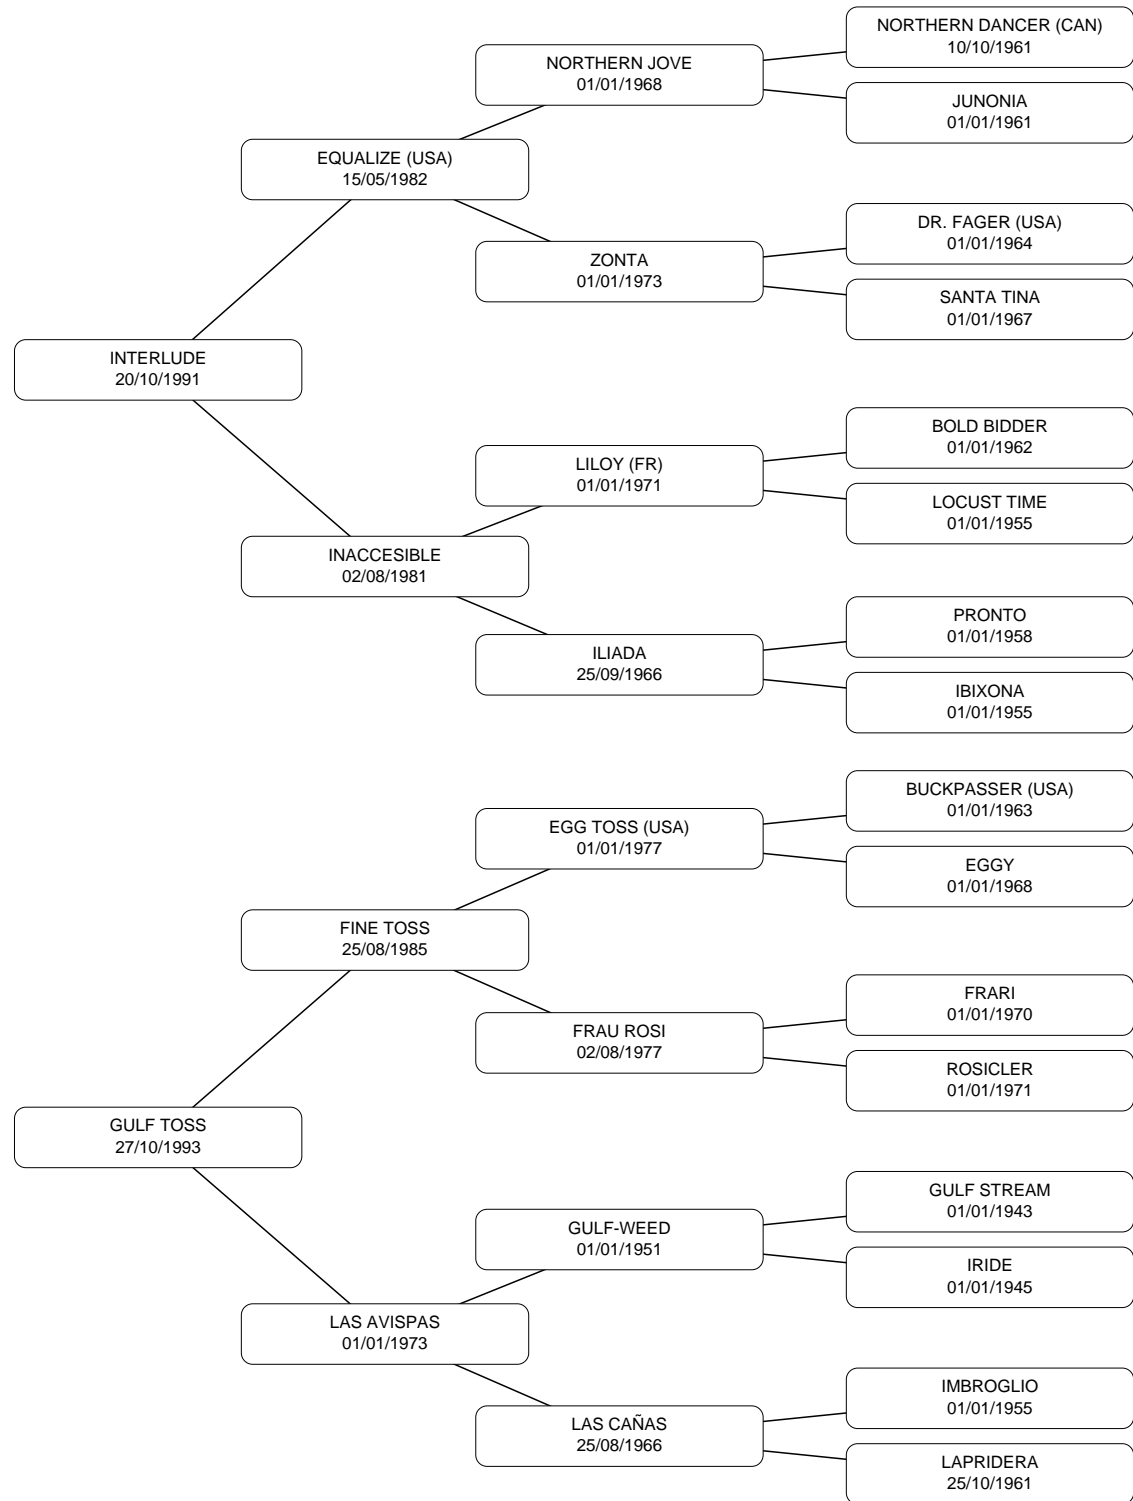 NORTHERN DANCER (CAN)
10/10/1961
NORTHERN JOVE
01/01/1968
JUNONIA
01/01/1961
EQUALIZE (USA)
15/05/1982
DR. FAGER (USA)
01/01/1964
ZONTA
01/01/1973
SANTA TINA
01/01/1967
INTERLUDE
20/10/1991
BOLD BIDDER
01/01/1962
LILOY (FR)
01/01/1971
LOCUST TIME
01/01/1955
INACCESIBLE
02/08/1981
PRONTO
01/01/1958
ILIADA
25/09/1966
IBIXONA
01/01/1955
BUCKPASSER (USA)
01/01/1963
EGG TOSS (USA)
01/01/1977
EGGY
01/01/1968
FINE TOSS
25/08/1985
FRARI
01/01/1970
FRAU ROSI
02/08/1977
ROSICLER
01/01/1971
GULF TOSS
27/10/1993
GULF STREAM
01/01/1943
GULF-WEED
01/01/1951
IRIDE
01/01/1945
LAS AVISPAS
01/01/1973
IMBROGLIO
01/01/1955
LAS CAÑAS
25/08/1966
LAPRIDERA
25/10/1961